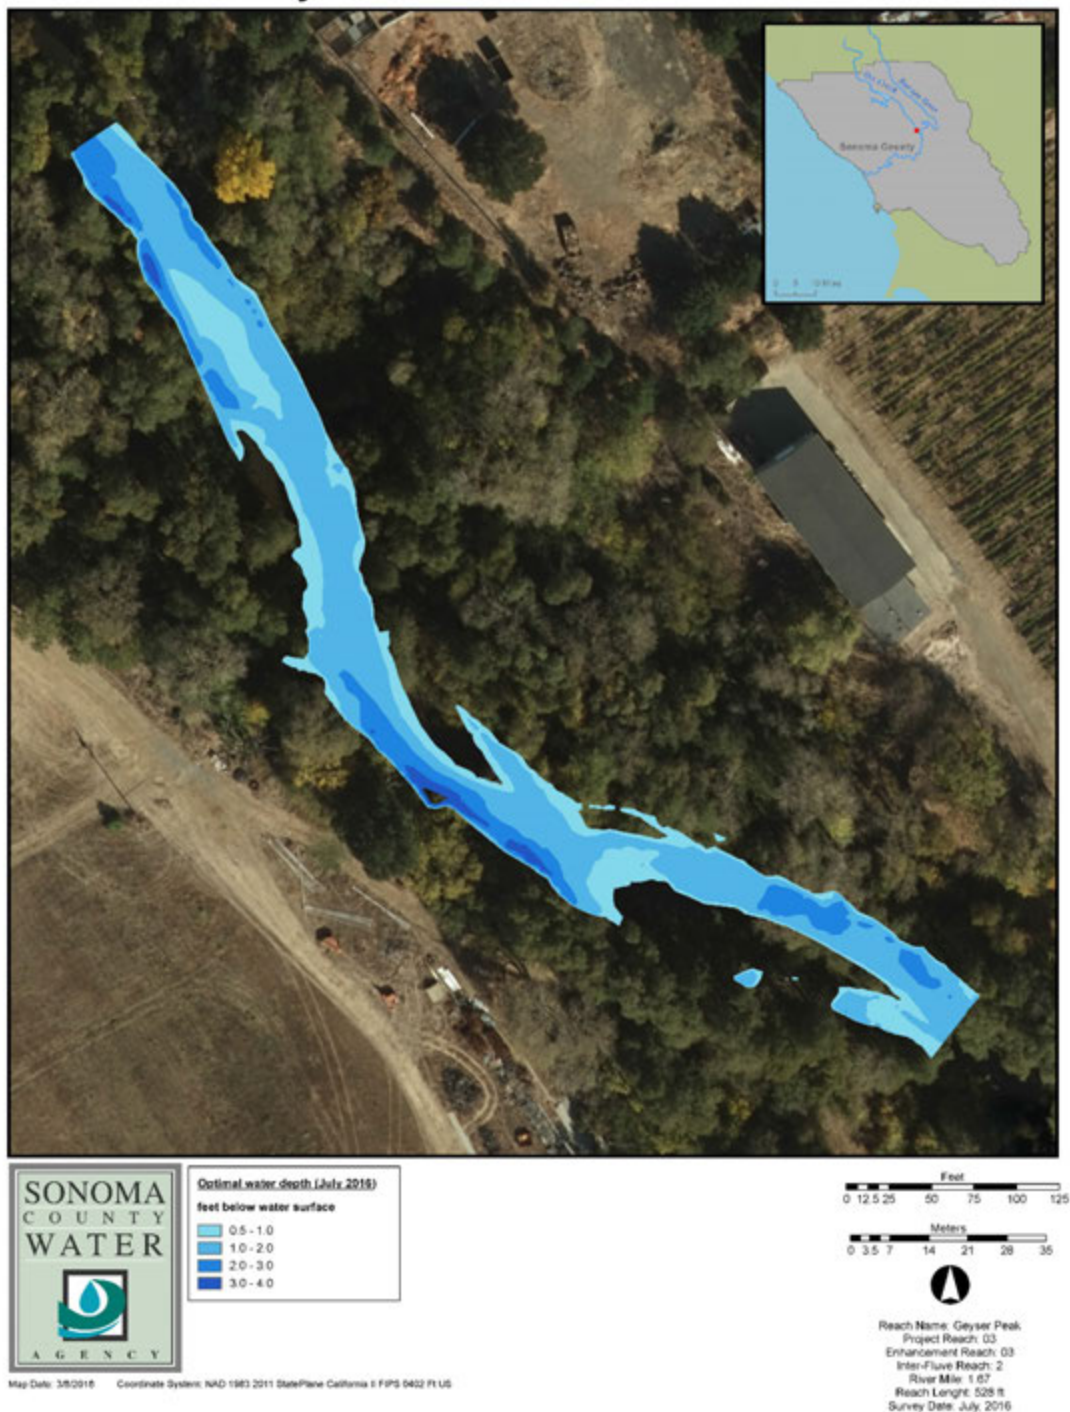 Sonoma County
SONOMA
COUNTY
WATER
AGENCY
Optimal water depth (July 2016)
feet below water surface
0.5 - 1.0
1.0 - 2.0
2.0 - 3.0
3.0 - 4.0
Feet
0 12.5 25 50 75 100 125
Meters
0 3.5 7 14 21 28 35
Reach Name: Geyser Peak
Project Reach: 03
Enhancement Reach: 03
Inter-Fluve Reach: 2
River Mile: 1.67
Reach Lenght: 528 ft
Survey Date: July, 2016
Map Date: 3/8/2018 Coordinate System: NAD 1983 2011 StatePlane California II FIPS 0402 Ft US